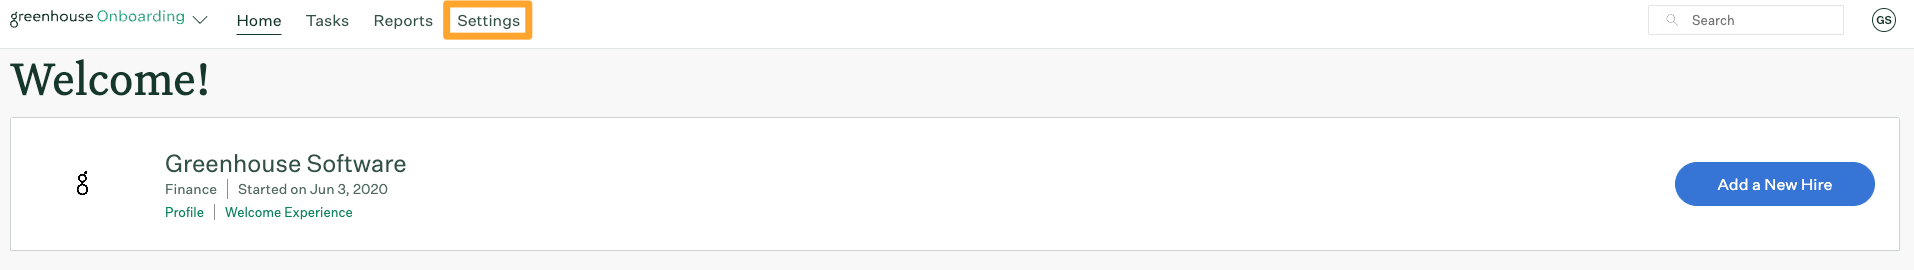 greenhouse Onboarding Home Tasks Reports Settings Search GS
Welcome!
Greenhouse Software
Finance Started on Jun 3, 2020
Profile Welcome Experience
Add a New Hire